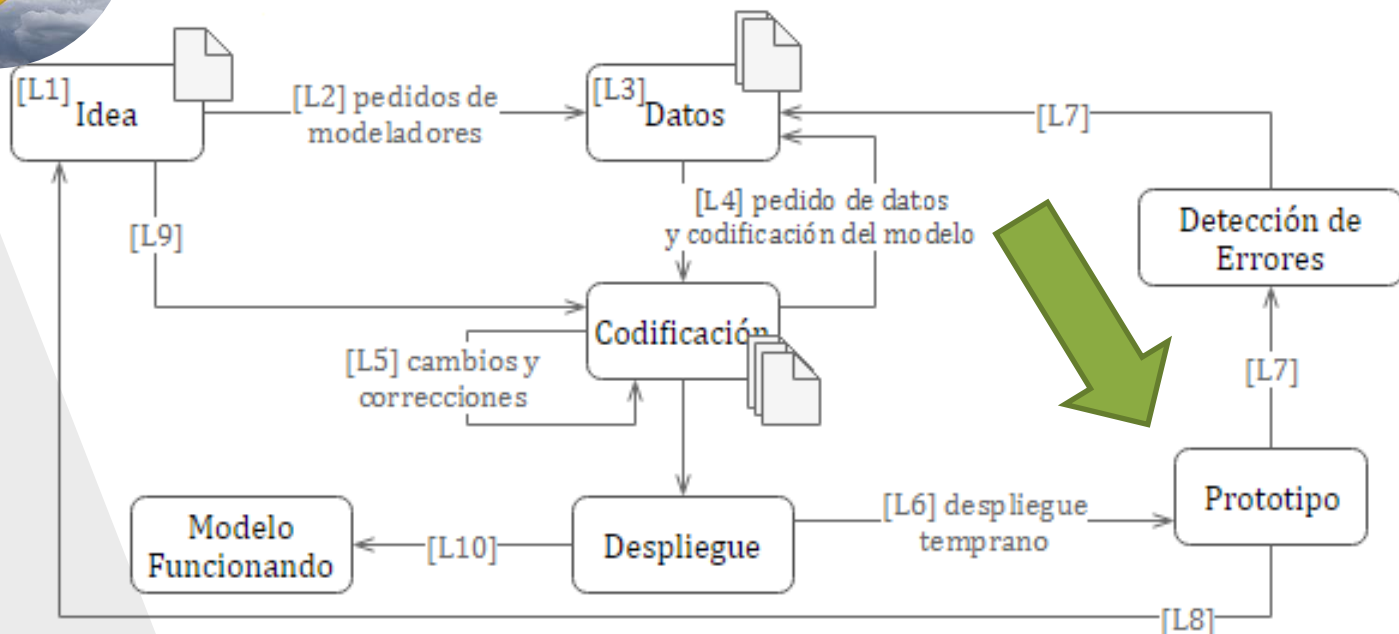 [L1]
Idea
[L2] pedidos de
modeladores
[L3]
Datos
[L7]
[L9]
[L4] pedido de datos
y codificación del modelo
Detección de
Errores
Codificación
[L5] cambios y
correcciones
[L7]
Modelo
Funcionando
[L10]
Despliegue
[L6] despliegue
temprano
Prototipo
[L8]